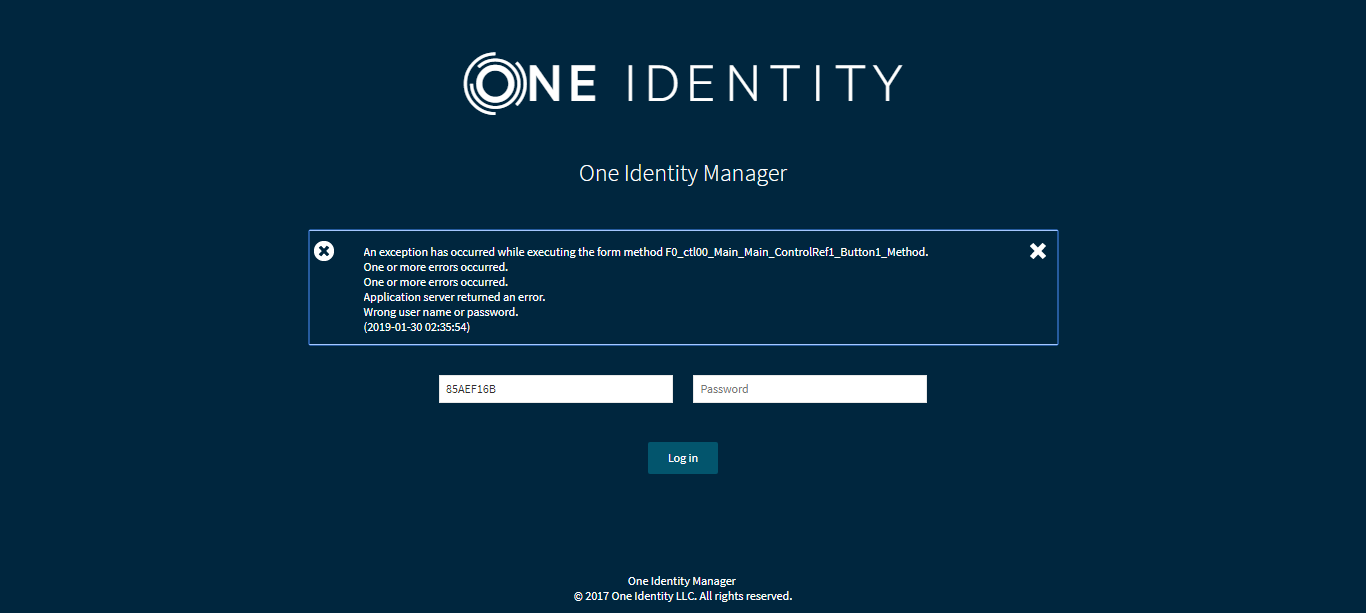 ONE IDENTITY
One Identity Manager
An exception has occurred while executing the form method F0_ctl00_Main_Main_ControlRef1_Button1_Method.
One or more errors occurred.
One or more errors occurred.
Application server returned an error.
Wrong user name or password.
(2019-01-30 02:35:54)
85AEF16B
Password
Log in
One Identity Manager
© 2017 One Identity LLC. All rights reserved.